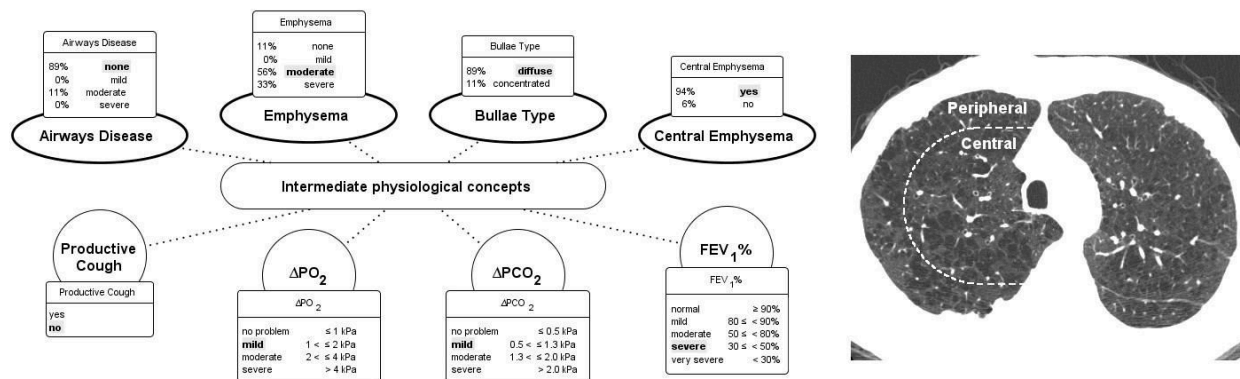 Airways Disease
89% none
0% mild
11% moderate
0% severe
Airways Disease
Emphysema
11% none
0% mild
56% moderate
33% severe
Emphysema
Bullae Type
89% diffuse
11% concentrated
Bullae Type
Central Emphysema
94% yes
6% no
Central Emphysema
Intermediate physiological concepts
Productive
Cough
Productive Cough
yes
no
ΔPO2
ΔPO2
no problem ≤ 1 kPa
mild 1 < ≤ 2 kPa
moderate 2 < ≤ 4 kPa
severe > 4 kPa
ΔPCO2
ΔPCO2
no problem ≤ 0.5 kPa
mild 0.5 < ≤ 1.3 kPa
moderate 1.3 < ≤ 2.0 kPa
severe > 2.0 kPa
FEV1%
FEV1%
normal ≥ 90%
mild 80 ≤ < 90%
moderate 50 ≤ < 80%
severe 30 ≤ < 50%
very severe < 30%
Peripheral
Central